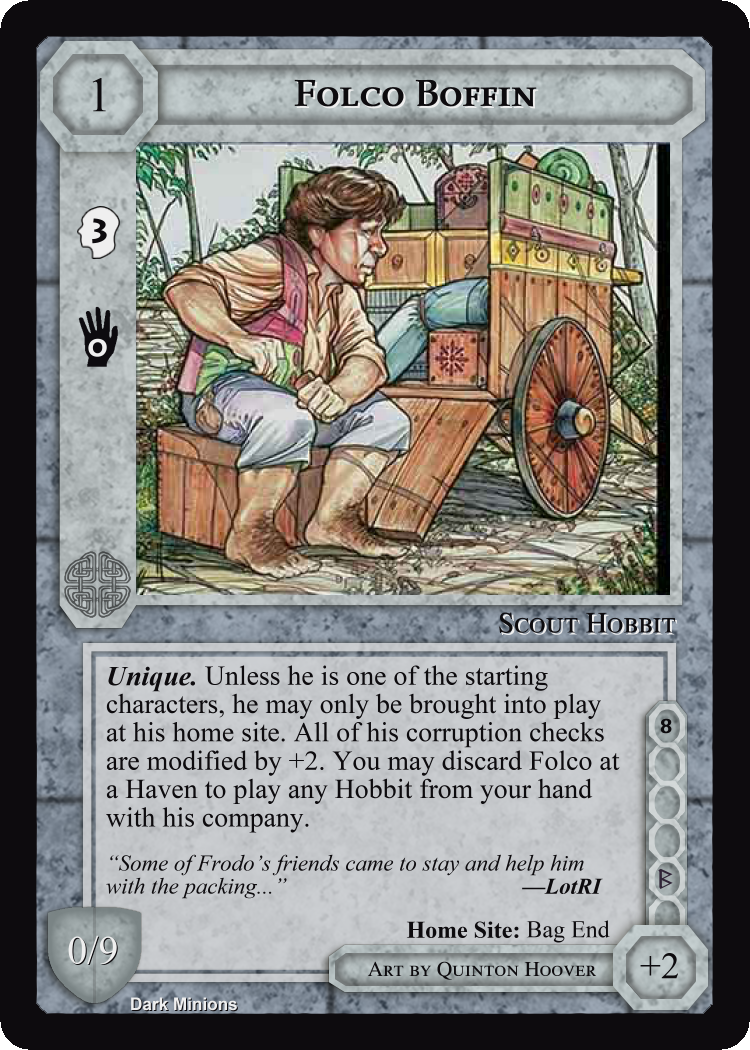 1
Folco Boffin
3
0
Scout Hobbit
Unique. Unless he is one of the starting
characters, he may only be brought into play
at his home site. All of his corruption checks
are modified by +2. You may discard Folco at
a Haven to play any Hobbit from your hand
with his company.
8
“Some of Frodo’s friends came to stay and help him
with the packing...” —LotRI
Home Site: Bag End
0/9
Art by Quinton Hoover
+2
Dark Minions